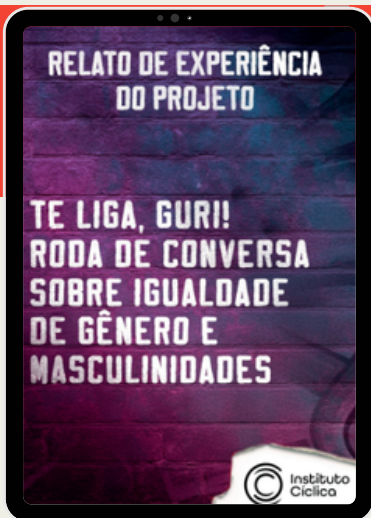 RELATO DE EXPERIÊNCIA
DO PROJETO
TE LIGA, GURI!
RODA DE CONVERSA
SOBRE IGUALDADE
DE GÊNERO E
MASCULINIDADES
Instituto
Cíclica